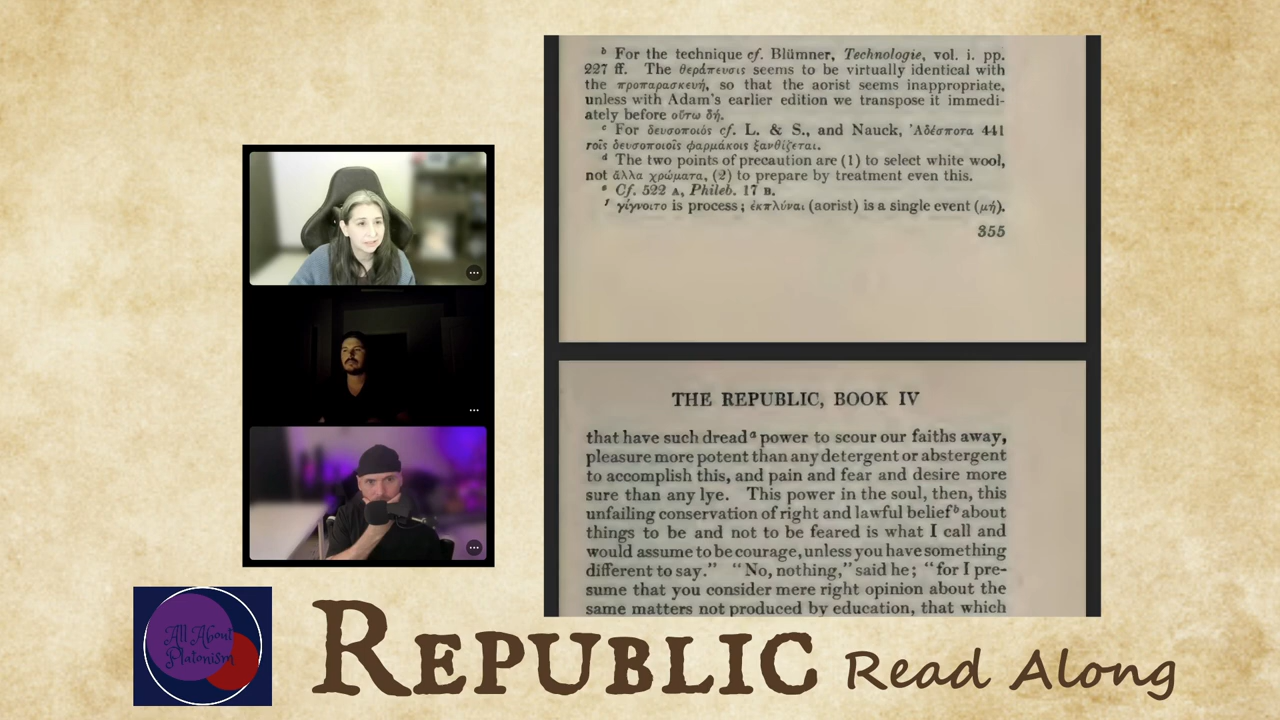 ᵇ For the technique cf. Blümner, Technologie, vol. i. pp.
227 ff. The θεράπευσις seems to be virtually identical with
the προπαρασκευή, so that the aorist seems inappropriate,
unless with Adam's earlier edition we transpose it immedi-
ately before οὕτω δή.
ᶜ For δευσοποιός cf. L. & S., and Nauck, Ἀδέσποτα 441
τοῖς δευσοποιοῖς φαρμάκοις ξανθίζεται.
ᵈ The two points of precaution are (1) to select white wool,
not ἄλλα χρώματα, (2) to prepare by treatment even this.
ᵉ Cf. 522 A, Phileb. 17 B.
ᶠ γίγνοιτο is process; ἐκπλύναι (aorist) is a single event (μή).
355
THE REPUBLIC, BOOK IV
that have such dreadᵃ power to scour our faiths away,
pleasure more potent than any detergent or abstergent
to accomplish this, and pain and fear and desire more
sure than any lye. This power in the soul, then, this
unfailing conservation of right and lawful beliefᵇ about
things to be and not to be feared is what I call and
would assume to be courage, unless you have something
different to say.” “No, nothing,” said he; “for I pre-
sume that you consider mere right opinion about the
same matters not produced by education, that which
All About
Platonism
REPUBLIC Read Along